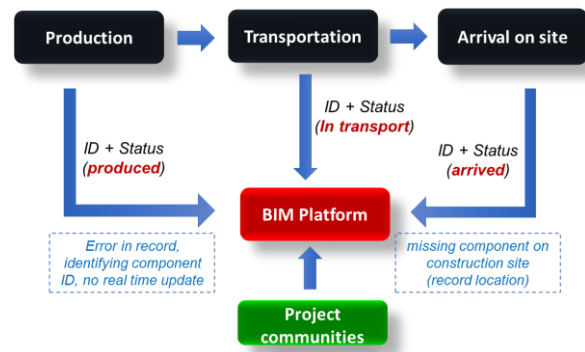 Production
Transportation
Arrival on site
ID + Status
(produced)
ID + Status
(In transport)
ID + Status
(arrived)
BIM Platform
Error in record,
identifying component
ID, no real time update
missing component on
construction site
(record location)
Project
communities